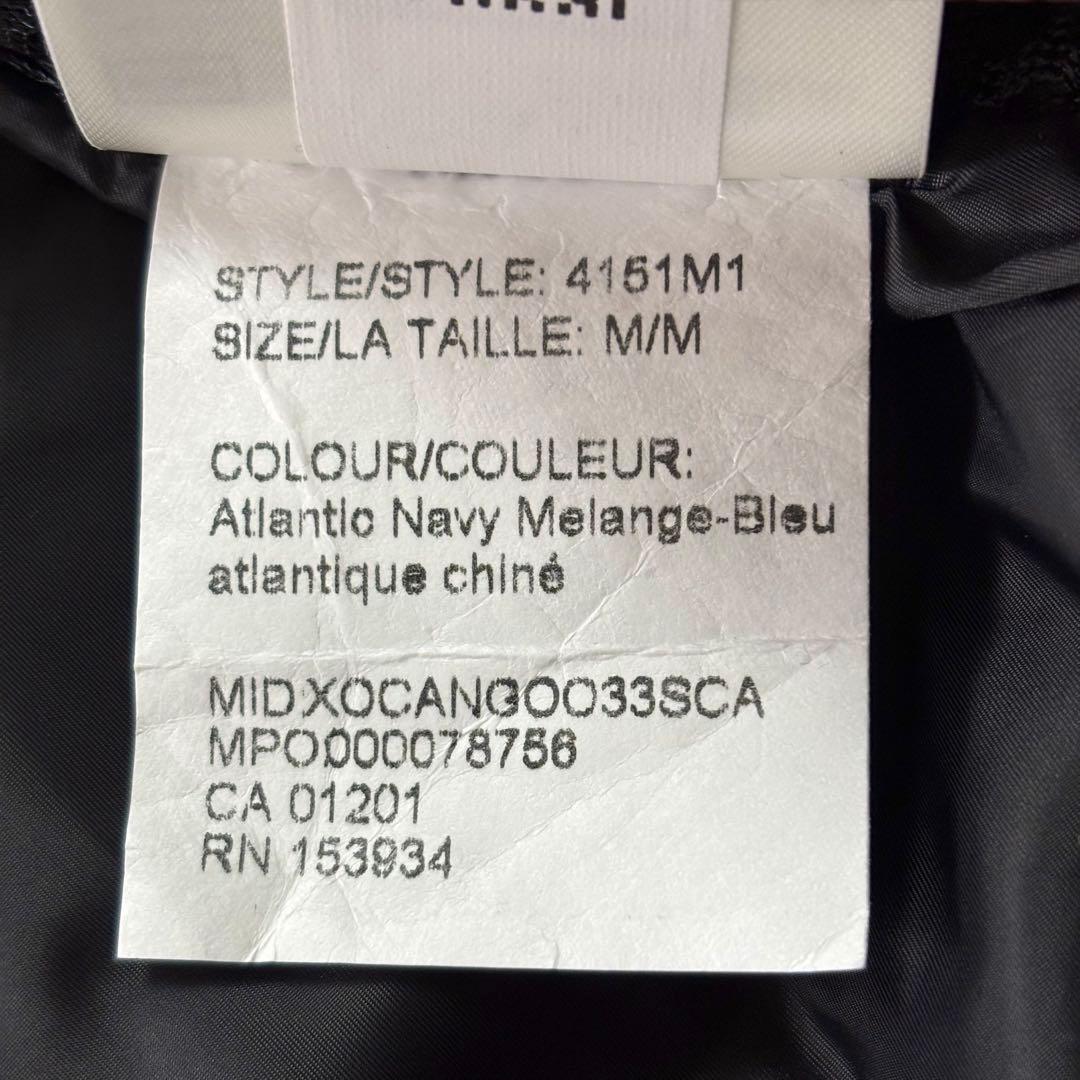 STYLE/STYLE: 4151M1
SIZE/LA TAILLE: M/M
COLOUR/COULEUR:
Atlantic Navy Melange-Bleu
atlantique chiné
MIDXOCANGOO33SCA
MPO0000078756
CA 01201
RN 153934